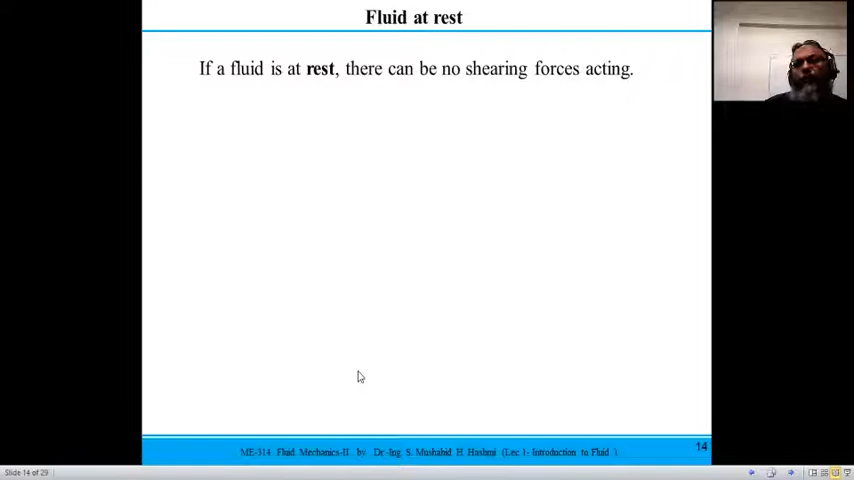 Fluid at rest
If a fluid is at rest, there can be no shearing forces acting.
ME-314 Fluid Mechanics-II by Dr.-Ing. S. Mushahid H. Hashmi (Lec 1- Introduction to Fluid )
14
Slide 14 of 29